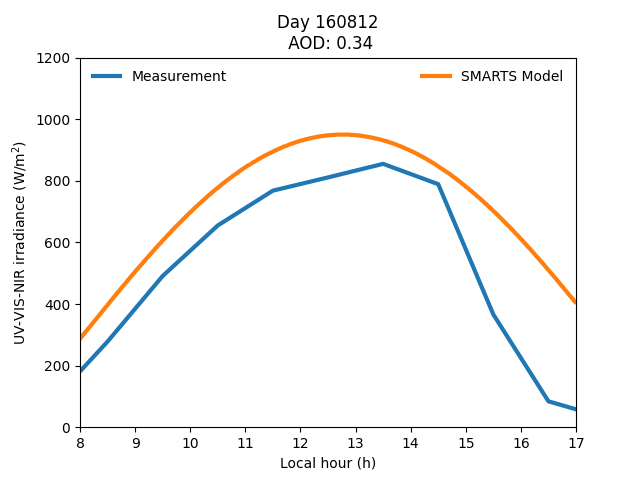 Day 160812
AOD: 0.34
Measurement
SMARTS Model
UV-VIS-NIR irradiance (W/m²)
1200
1000
800
600
400
200
0
8 9 10 11 12 13 14 15 16 17
Local hour (h)